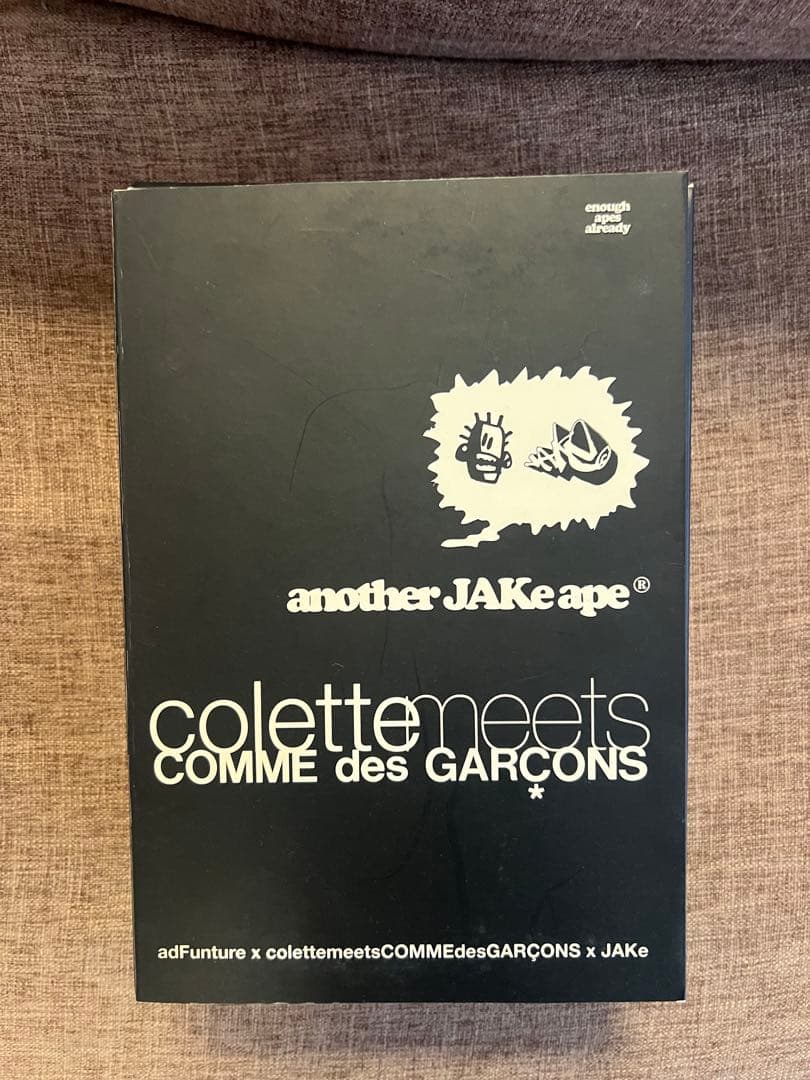 enough
apes
already
another JAKe ape®
colettemeets
COMME des GARÇONS
*
adFunture x colettemeetsCOMMEdesGARÇONS x JAKe